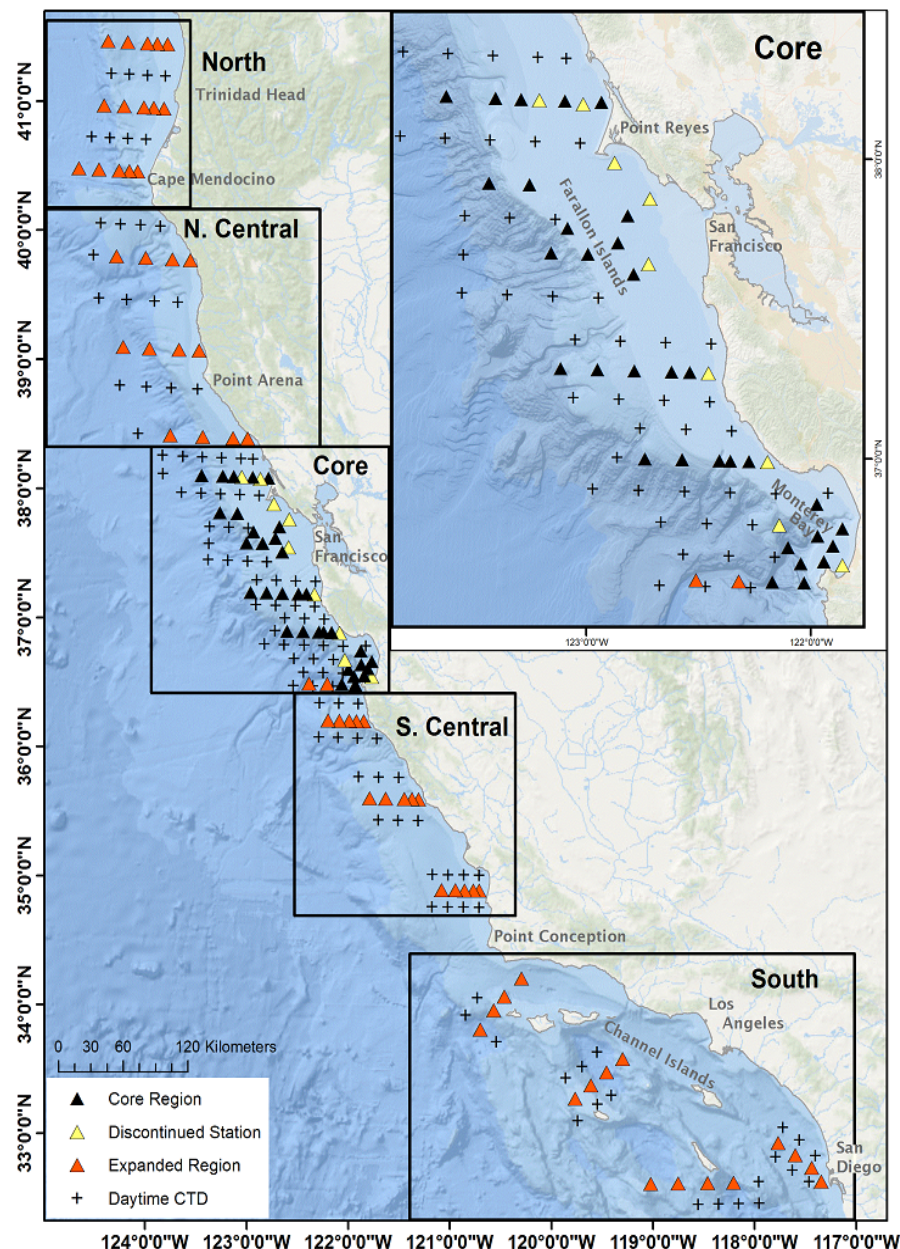 Core
North
Trinidad Head
Cape Mendocino
N. Central
Point Arena
Core
San
Francisco
S. Central
Point Conception
South
Los
Angeles
Channel Islands
San
Diego
Point Reyes
Farallon Islands
San
Francisco
Monterey
Bay
38°0'0"N
37°0'0"N
123°0'0"W
122°0'0"W
41°0'0"N
40°0'0"N
39°0'0"N
38°0'0"N
37°0'0"N
36°0'0"N
35°0'0"N
34°0'0"N
33°0'0"N
0 30 60 120 Kilometers
Core Region
Discontinued Station
Expanded Region
Daytime CTD
124°0'0"W
123°0'0"W
122°0'0"W
121°0'0"W
120°0'0"W
119°0'0"W
118°0'0"W
117°0'0"W